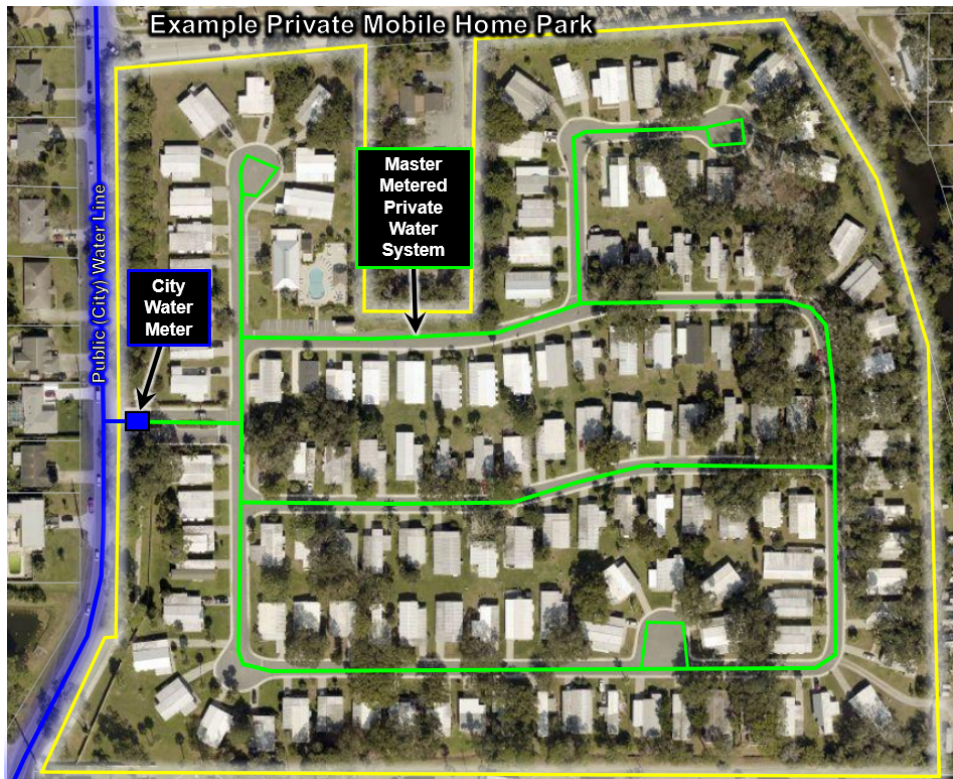 Example Private Mobile Home Park
Master
Metered
Private
Water
System
City
Water
Meter
Public (City) Water Line